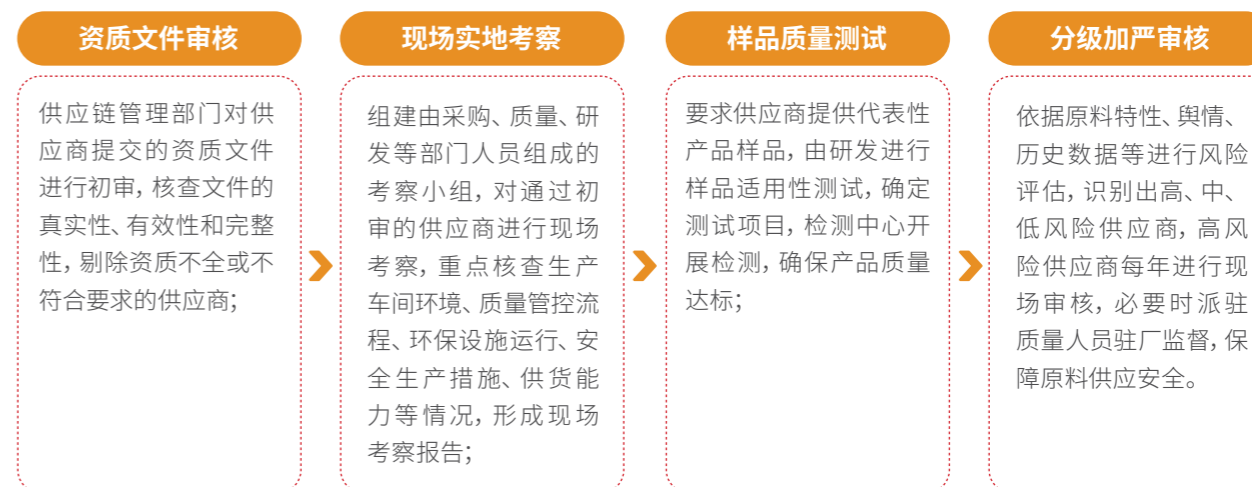 资质文件审核
供应链管理部门对供
应商提交的资质文件
进行初审,核查文件的
真实性、有效性和完整
性,剔除资质不全或不
符合要求的供应商;
现场实地考察
组建由采购、质量、研
发等部门人员组成的
考察小组,对通过初
审的供应商进行现场
考察,重点核查生产
车间环境、质量管控流
程、环保设施运行、安
全生产措施、供货能
力等情况,形成现场
考察报告;
样品质量测试
要求供应商提供代表性
产品样品,由研发进行
样品适用性测试,确定
测试项目,检测中心开
展检测,确保产品质量
达标;
分级加严审核
依据原料特性、舆情、
历史数据等进行风险
评估,识别出高、中、
低风险供应商,高风
险供应商每年进行现
场审核,必要时派驻
质量人员驻厂监督,保
障原料供应安全。